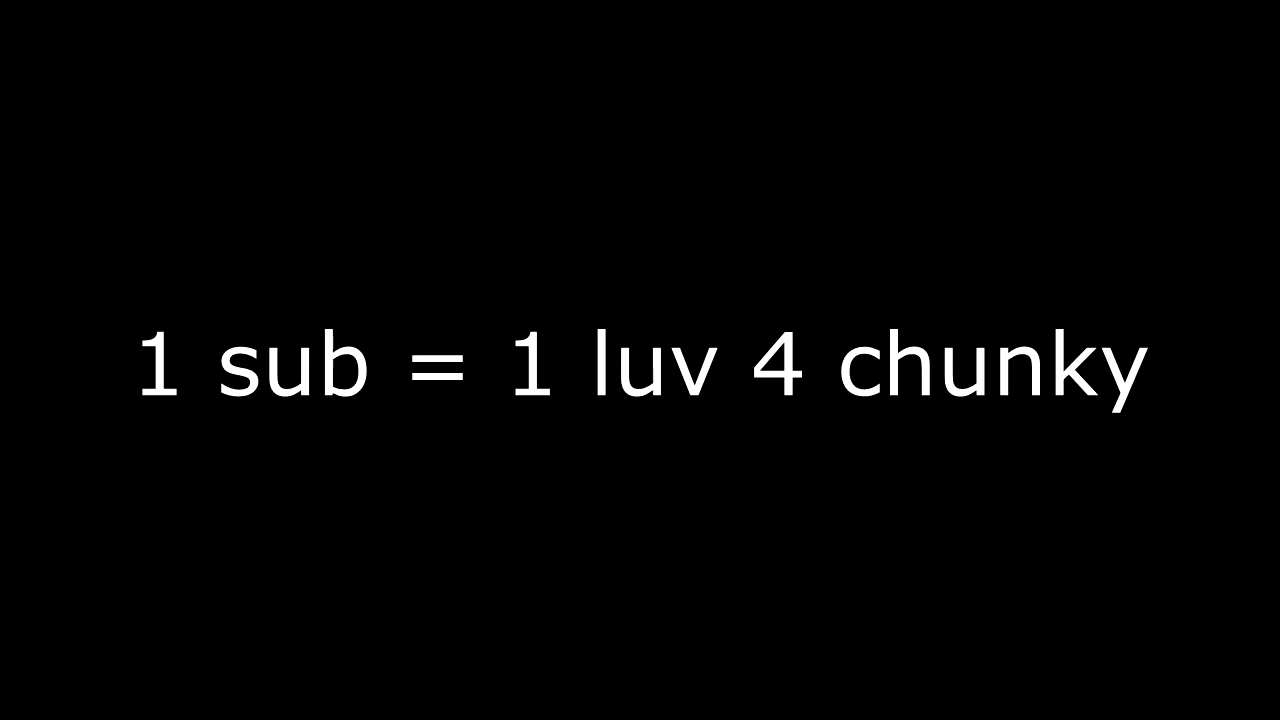 1 sub = 1 luv 4 chunky